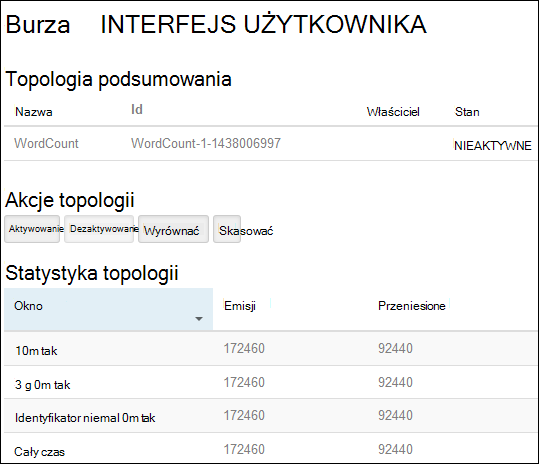 Burza INTERFEJS UŻYTKOWNIKA
Topologia podsumowania
Nazwa Id Właściciel Stan
WordCount WordCount-1-1438006997 NIEAKTYWNE
Akcje topologii
Aktywowanie Dezaktywowanie Wyrównać Skasować
Statystyka topologii
Okno Emisji Przeniesione
10m tak 172460 92440
3 g 0m tak 172460 92440
Identyfikator niemal 0m tak 172460 92440
Cały czas 172460 92440